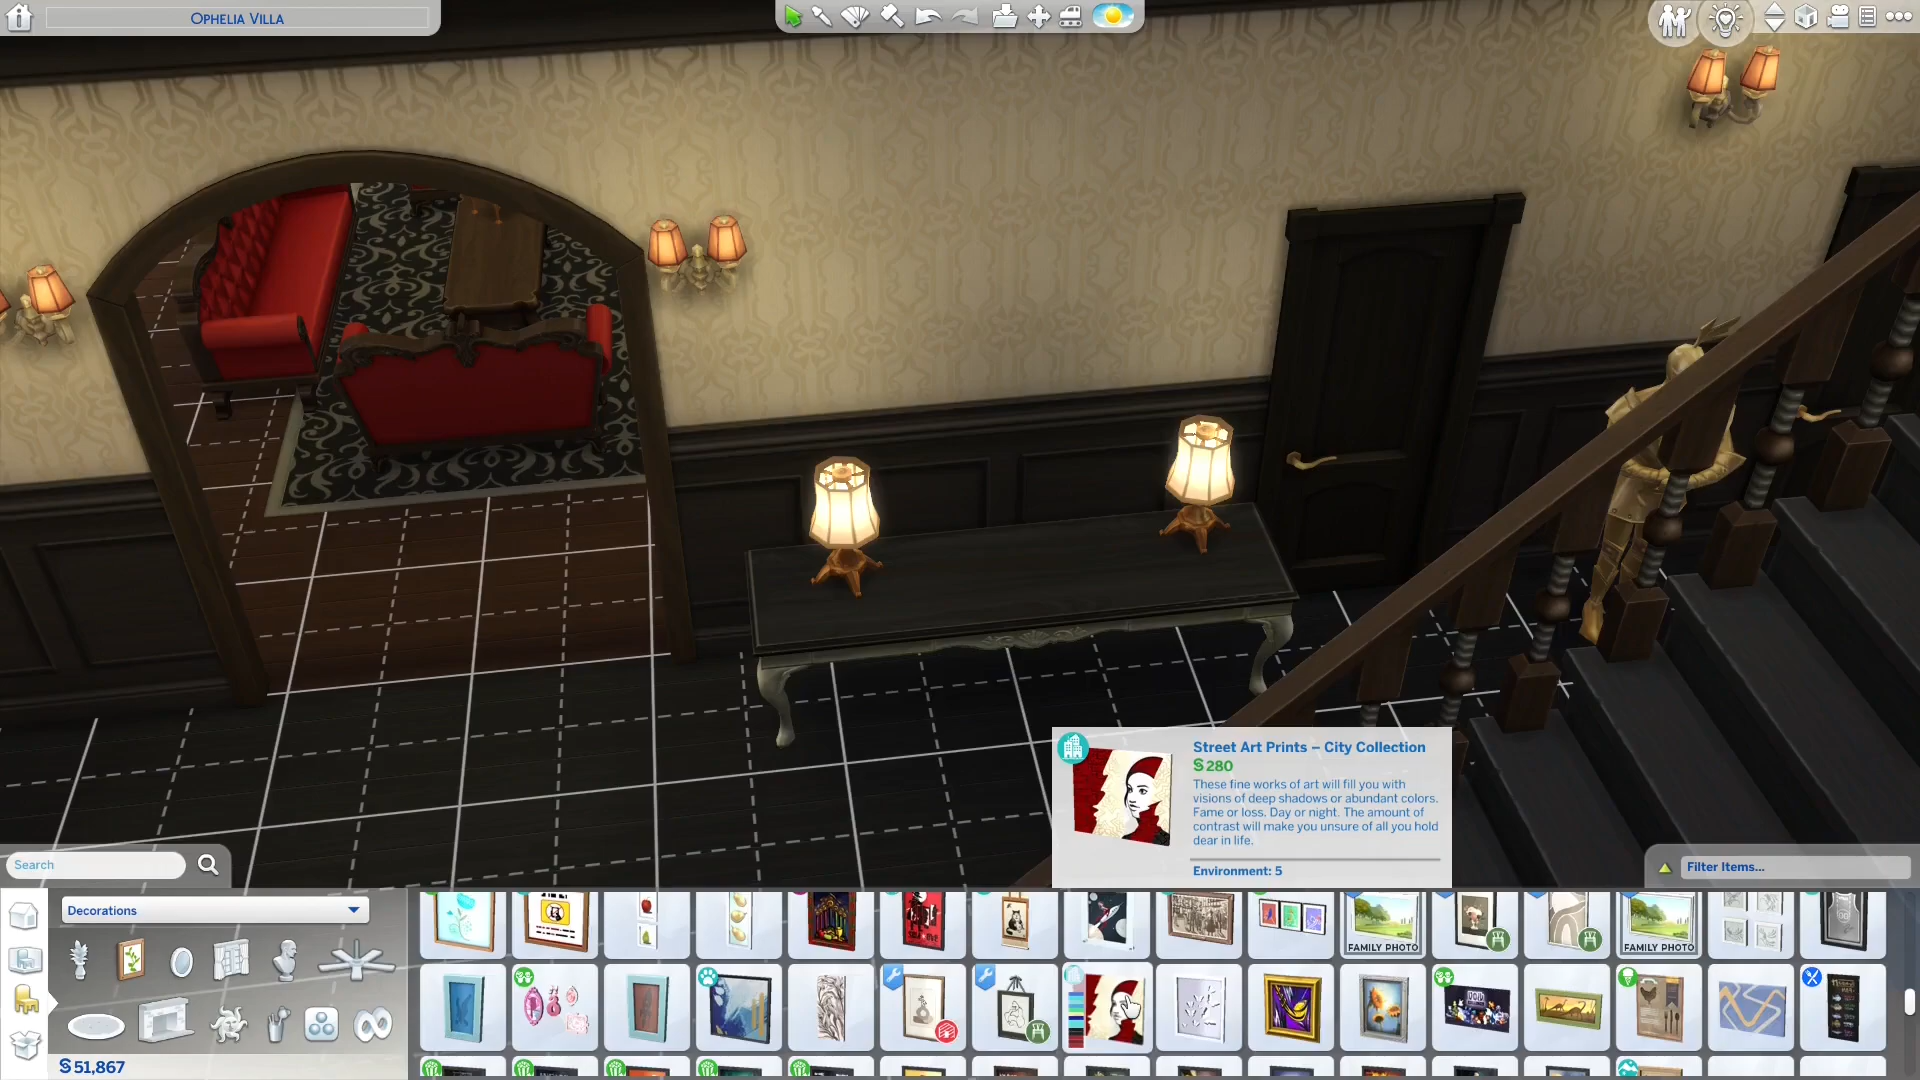 Ophelia Villa
Street Art Prints – City Collection
§280
These fine works of art will fill you with
visions of deep shadows or abundant colors.
Fame or loss. Day or night. The amount of
contrast will make you unsure of all you hold
dear in life.
Environment: 5
Search
Filter Items...
Decorations
FAMILY PHOTO
FAMILY PHOTO
§51,867